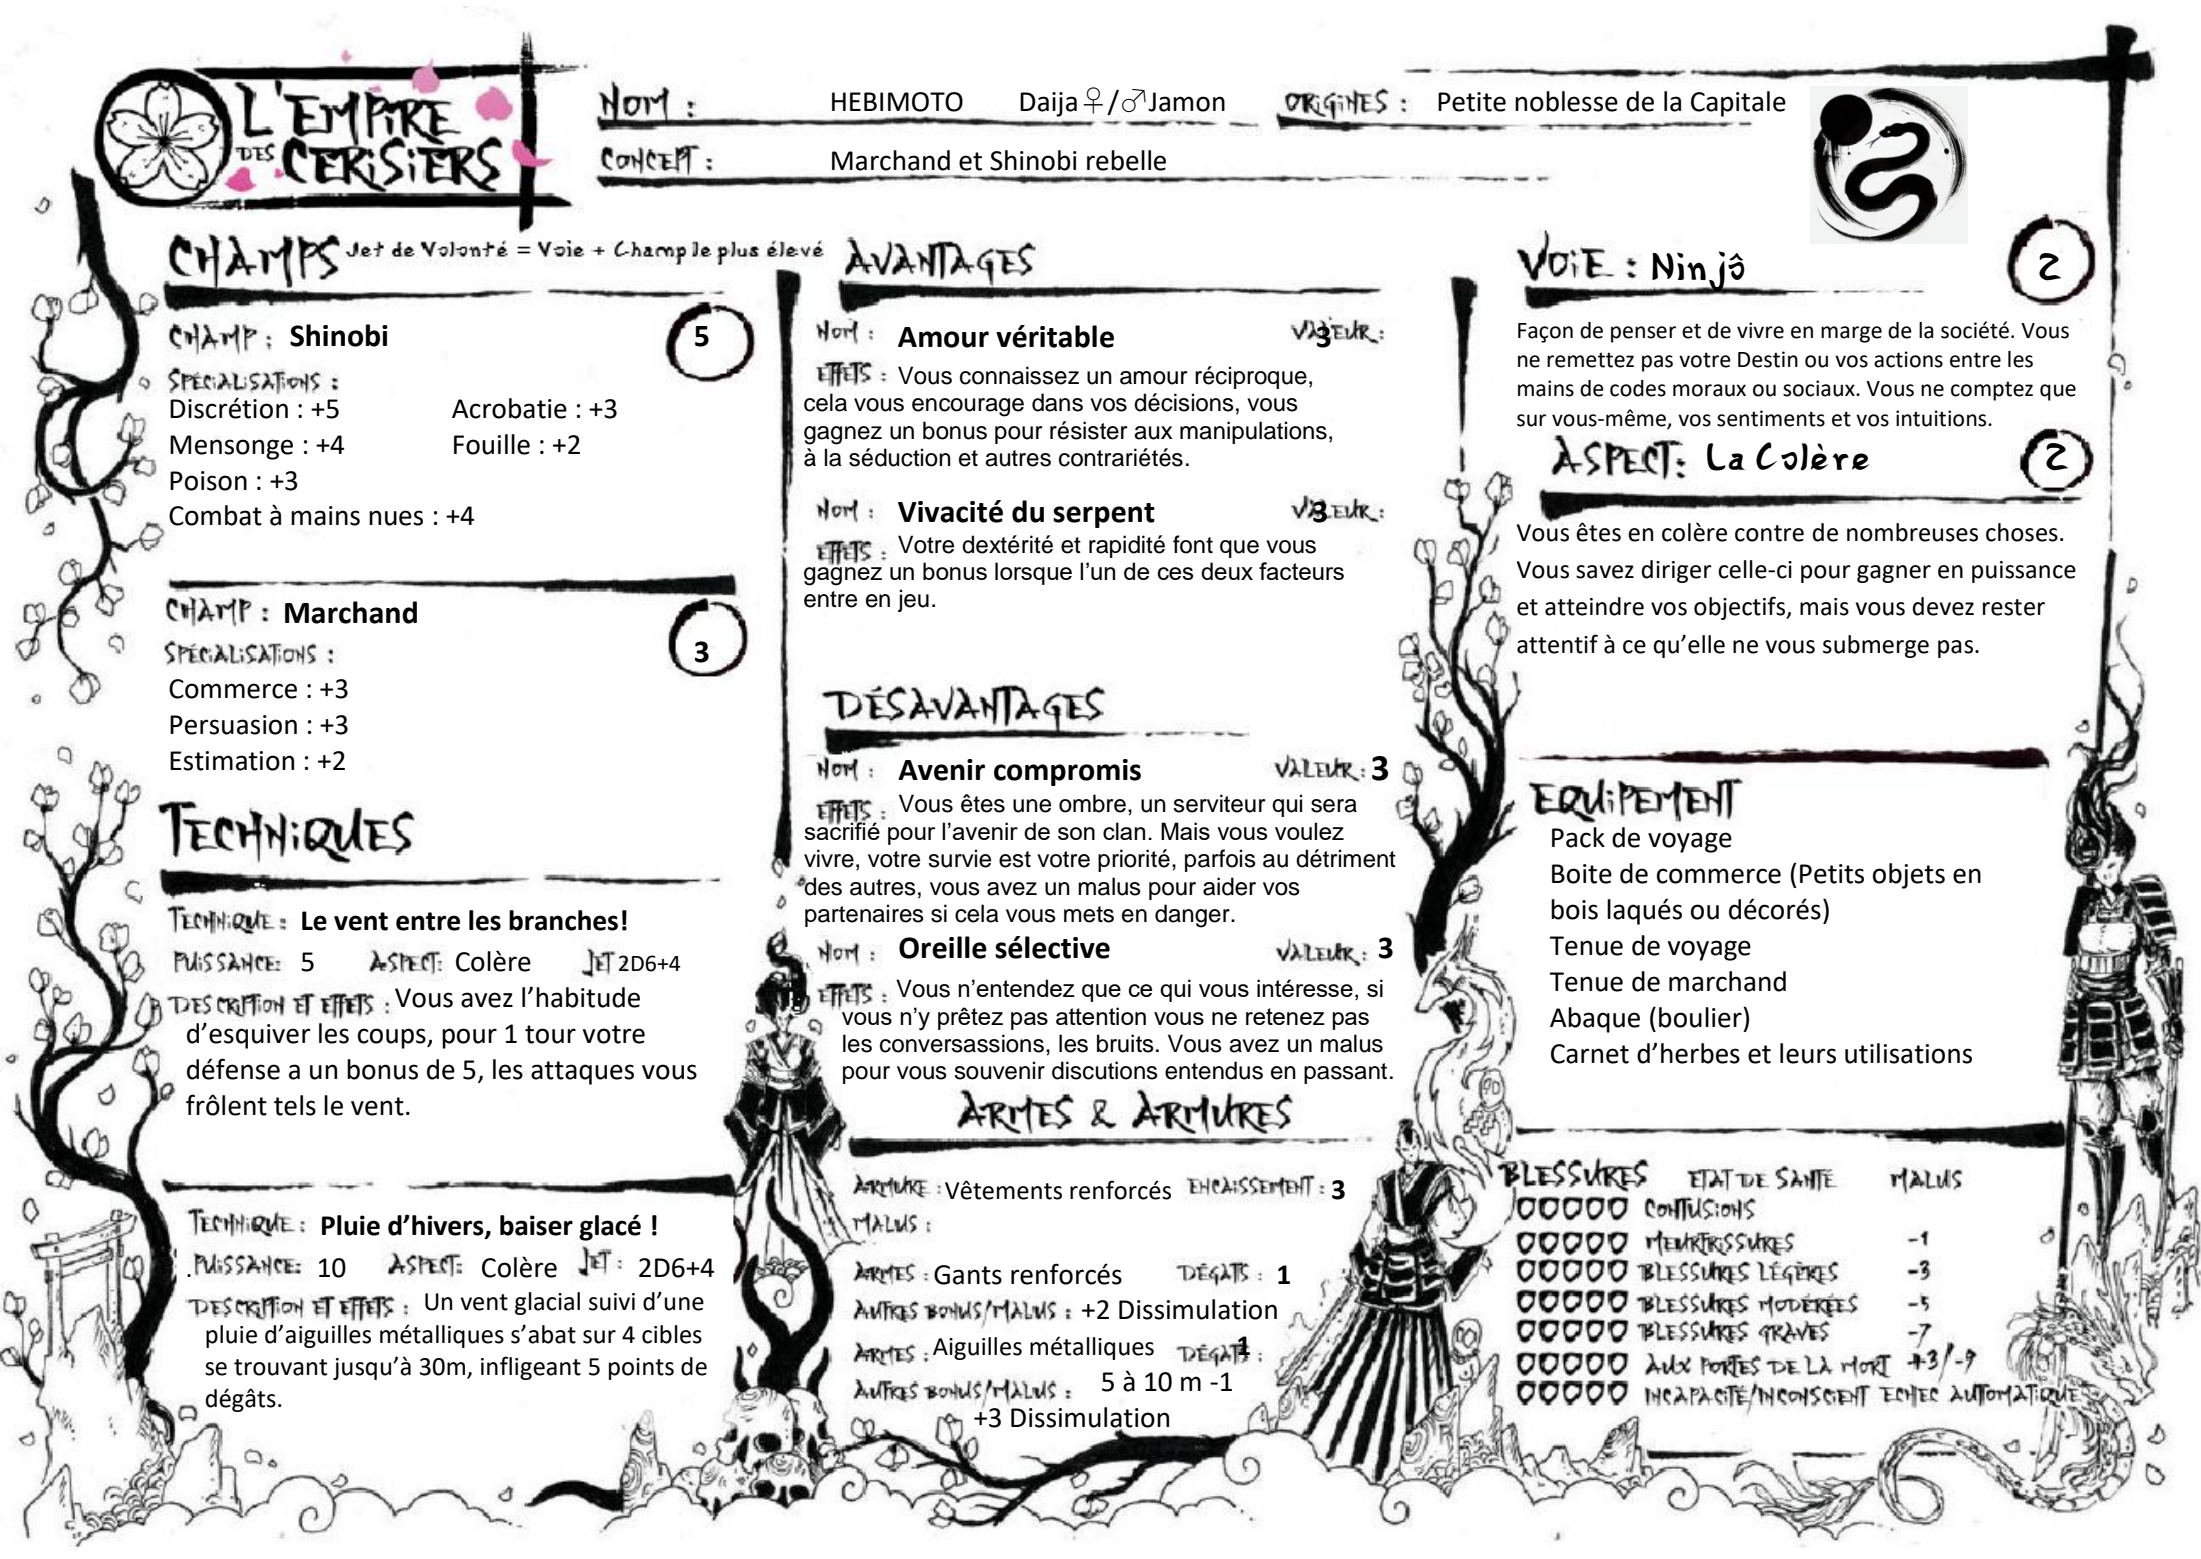 L'EMPIRE
DES CERISIERS
NOM : HEBIMOTO Daija♀/♂Jamon
ORIGINES : Petite noblesse de la Capitale
CONCEPT : Marchand et Shinobi rebelle
CHAMPS Jet de Volonté = Voie + Champ le plus élevé
CHAMP : Shinobi 5
SPÉCIALISATIONS :
Discrétion : +5 Acrobatie : +3
Mensonge : +4 Fouille : +2
Poison : +3
Combat à mains nues : +4
CHAMP : Marchand 3
SPÉCIALISATIONS :
Commerce : +3
Persuasion : +3
Estimation : +2
TECHNIQUES
TECHNIQUE : Le vent entre les branches!
PUISSANCE: 5 ASPECT: Colère JET 2D6+4
DESCRIPTION ET EFFETS : Vous avez l'habitude
d'esquiver les coups, pour 1 tour votre
défense a un bonus de 5, les attaques vous
frôlent tels le vent.
TECHNIQUE : Pluie d'hivers, baiser glacé !
PUISSANCE: 10 ASPECT: Colère JET : 2D6+4
DESCRIPTION ET EFFETS : Un vent glacial suivi d'une
pluie d'aiguilles métalliques s'abat sur 4 cibles
se trouvant jusqu'à 30m, infligeant 5 points de
dégâts.
AVANTAGES
NOM : Amour véritable VALEUR : 3
EFFETS : Vous connaissez un amour réciproque,
cela vous encourage dans vos décisions, vous
gagnez un bonus pour résister aux manipulations,
à la séduction et autres contrariétés.
NOM : Vivacité du serpent VALEUR : 3
EFFETS : Votre dextérité et rapidité font que vous
gagnez un bonus lorsque l'un de ces deux facteurs
entre en jeu.
DÉSAVANTAGES
NOM : Avenir compromis VALEUR : 3
EFFETS : Vous êtes une ombre, un serviteur qui sera
sacrifié pour l'avenir de son clan. Mais vous voulez
vivre, votre survie est votre priorité, parfois au détriment
des autres, vous avez un malus pour aider vos
partenaires si cela vous mets en danger.
NOM : Oreille sélective VALEUR : 3
EFFETS : Vous n'entendez que ce qui vous intéresse, si
vous n'y prêtez pas attention vous ne retenez pas
les conversassions, les bruits. Vous avez un malus
pour vous souvenir discutions entendus en passant.
ARMES & ARMURES
ARMURE : Vêtements renforcés ENCAISSEMENT : 3
MALUS :
ARMES : Gants renforcés DÉGÂTS : 1
AUTRES BONUS/MALUS : +2 Dissimulation
ARMES : Aiguilles métalliques DÉGÂTS : 1
AUTRES BONUS/MALUS : 5 à 10 m -1
+3 Dissimulation
VOIE : Ninjô 2
Façon de penser et de vivre en marge de la société. Vous
ne remettez pas votre Destin ou vos actions entre les
mains de codes moraux ou sociaux. Vous ne comptez que
sur vous-même, vos sentiments et vos intuitions.
ASPECT: La Colère 2
Vous êtes en colère contre de nombreuses choses.
Vous savez diriger celle-ci pour gagner en puissance
et atteindre vos objectifs, mais vous devez rester
attentif à ce qu'elle ne vous submerge pas.
EQUIPEMENT
Pack de voyage
Boite de commerce (Petits objets en
bois laqués ou décorés)
Tenue de voyage
Tenue de marchand
Abaque (boulier)
Carnet d'herbes et leurs utilisations
BLESSURES ETAT DE SANTE MALUS
CONTUSIONS
MEURTRISSURES -1
BLESSURES LÉGÈRES -3
BLESSURES MODÉRÉES -5
BLESSURES GRAVES -7
AUX PORTES DE LA MORT +3/-9
INCAPACITÉ/INCONSCIENT ECHEC AUTOMATIQUE